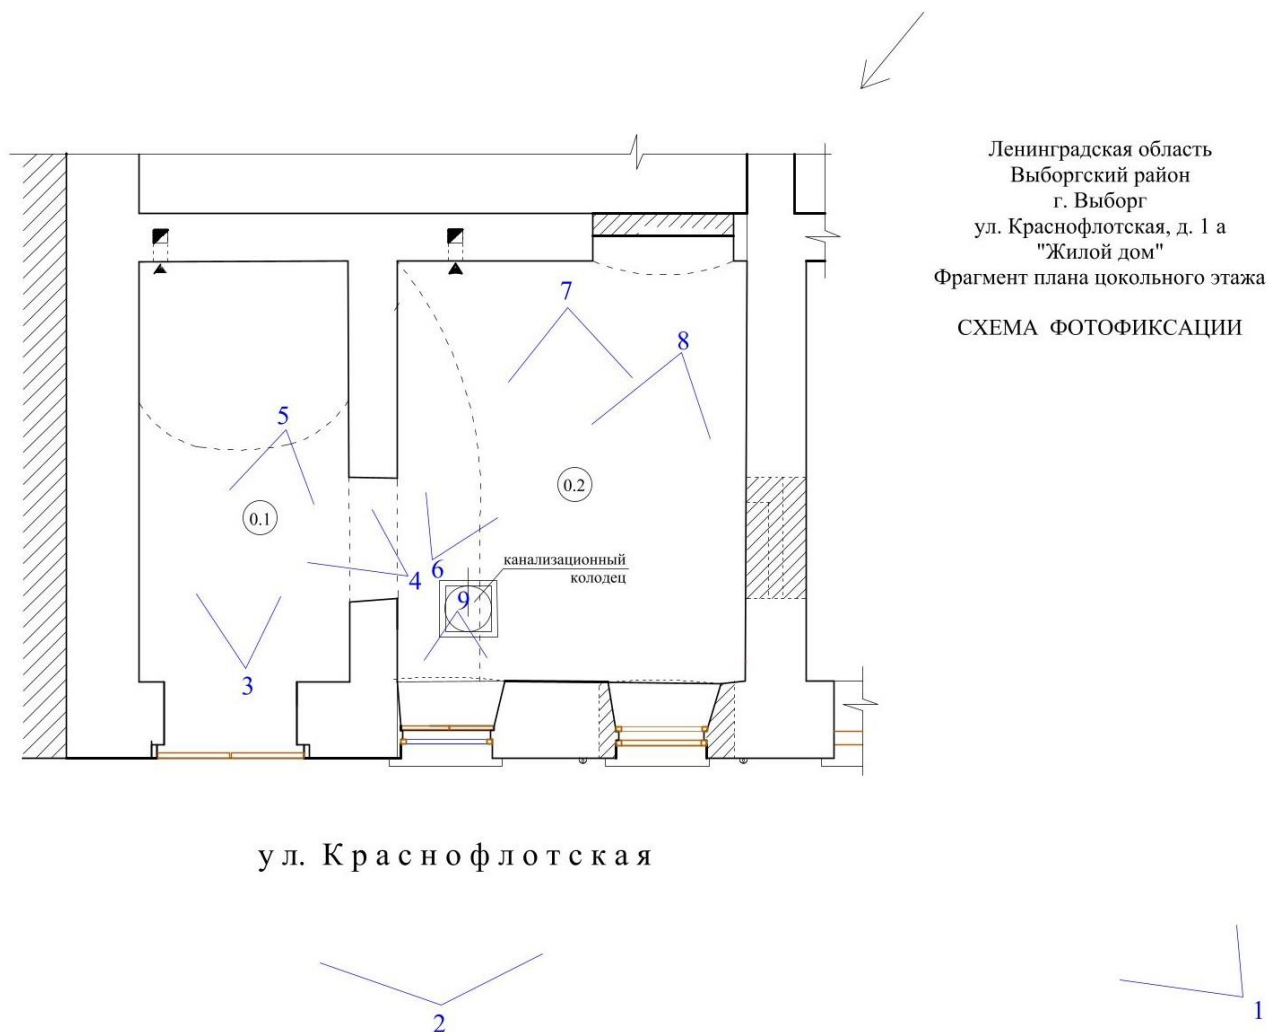 Ленинградская область
Выборгский район
г. Выборг
ул. Краснофлотская, д. 1 а
"Жилой дом"
Фрагмент плана цокольного этажа
СХЕМА ФОТОФИКСАЦИИ
7
8
5
0.2
0.1
канализационный
колодец
6
4
9
3
ул. Краснофлотская
1
2